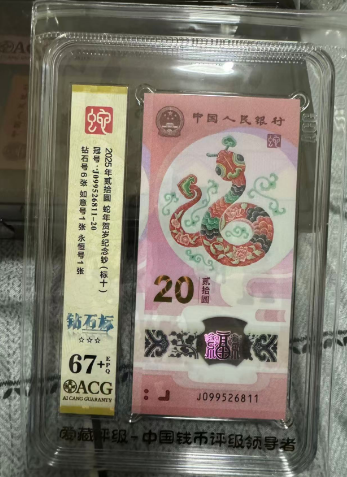 蛇
2025年贰拾圆 蛇年贺岁纪念钞(标十)
冠号:J099526811-20
钻石号6张 如意号1张 永恒号1张
钻石标
☆☆☆
67+ EPQ
ACG
AI CANG GUARANTY
中国人民银行
蛇
20 贰拾圆
J099526811
爱藏评级-中国钱币评级领导者
ACG